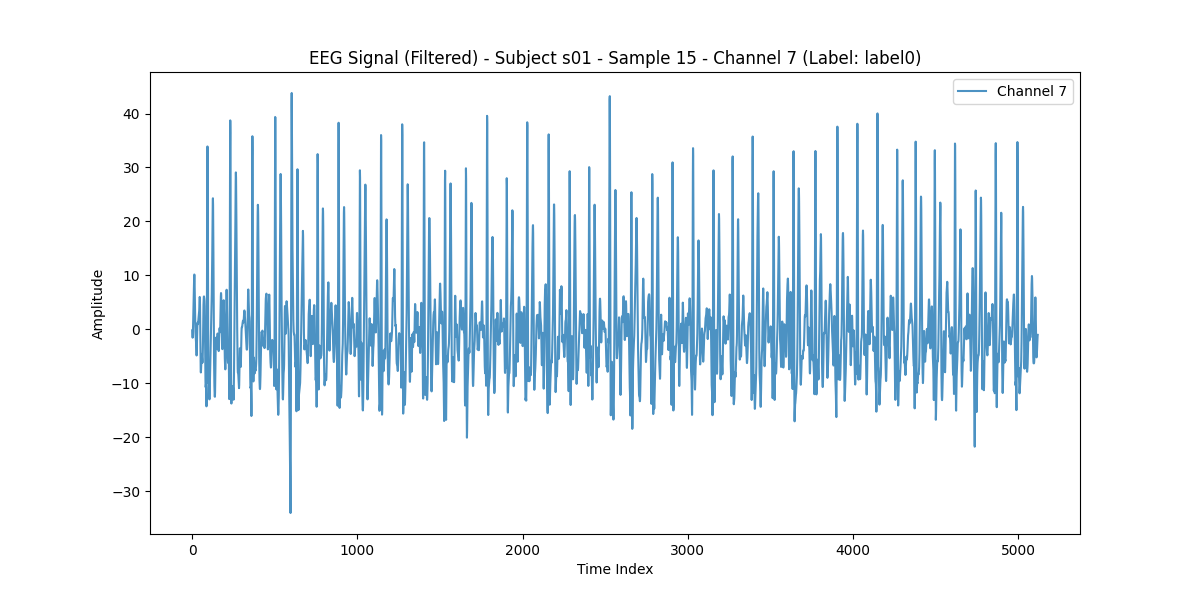 EEG Signal (Filtered) - Subject s01 - Sample 15 - Channel 7 (Label: label0)
Channel 7
Amplitude
40
30
20
10
0
−10
−20
−30
0 1000 2000 3000 4000 5000
Time Index